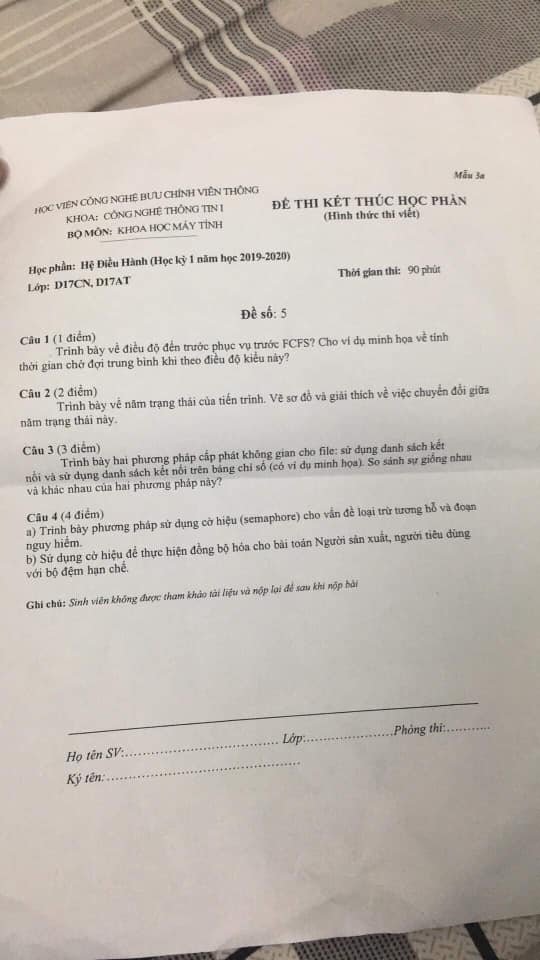 Mẫu 3a
HỌC VIỆN CÔNG NGHỆ BƯU CHÍNH VIỄN THÔNG
KHOA: CÔNG NGHỆ THÔNG TIN I
BỘ MÔN: KHOA HỌC MÁY TÍNH
ĐỀ THI KẾT THÚC HỌC PHẦN
(Hình thức thi viết)
Học phần: Hệ Điều Hành (Học kỳ 1 năm học 2019-2020)
Lớp: D17CN, D17AT
Thời gian thi: 90 phút
Đề số: 5
Câu 1 (1 điểm)
Trình bày về điều độ đến trước phục vụ trước FCFS? Cho ví dụ minh họa về tính
thời gian chờ đợi trung bình khi theo điều độ kiểu này?
Câu 2 (2 điểm)
Trình bày về năm trạng thái của tiến trình. Vẽ sơ đồ và giải thích về việc chuyển đổi giữa
năm trạng thái này.
Câu 3 (3 điểm)
Trình bày hai phương pháp cấp phát không gian cho file: sử dụng danh sách kết
nối và sử dụng danh sách kết nối trên bảng chỉ số (có ví dụ minh họa). So sánh sự giống nhau
và khác nhau của hai phương pháp này?
Câu 4 (4 điểm)
a) Trình bày phương pháp sử dụng cờ hiệu (semaphore) cho vấn đề loại trừ tương hỗ và đoạn
nguy hiểm.
b) Sử dụng cờ hiệu để thực hiện đồng bộ hóa cho bài toán Người sản xuất, người tiêu dùng
với bộ đệm hạn chế.
Ghi chú: Sinh viên không được tham khảo tài liệu và nộp lại đề sau khi nộp bài
Họ tên SV:.................................... Lớp:......................Phòng thi:...........
Ký tên:.................................................